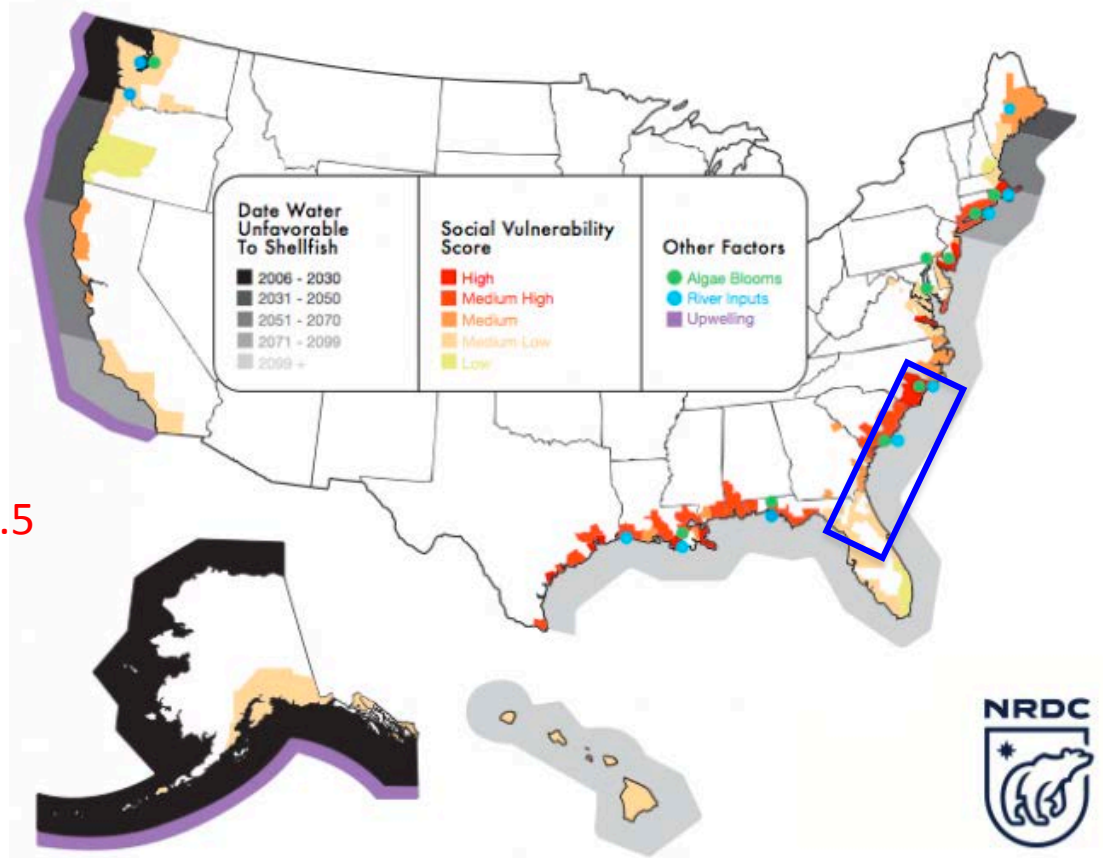 Date Water
Unfavorable
To Shellfish
2006 - 2030
2031 - 2050
2051 - 2070
2071 - 2099
2099 +
Social Vulnerability
Score
High
Medium High
Medium
Medium Low
Low
Other Factors
Algae Blooms
River Inputs
Upwelling
.5
NRDC